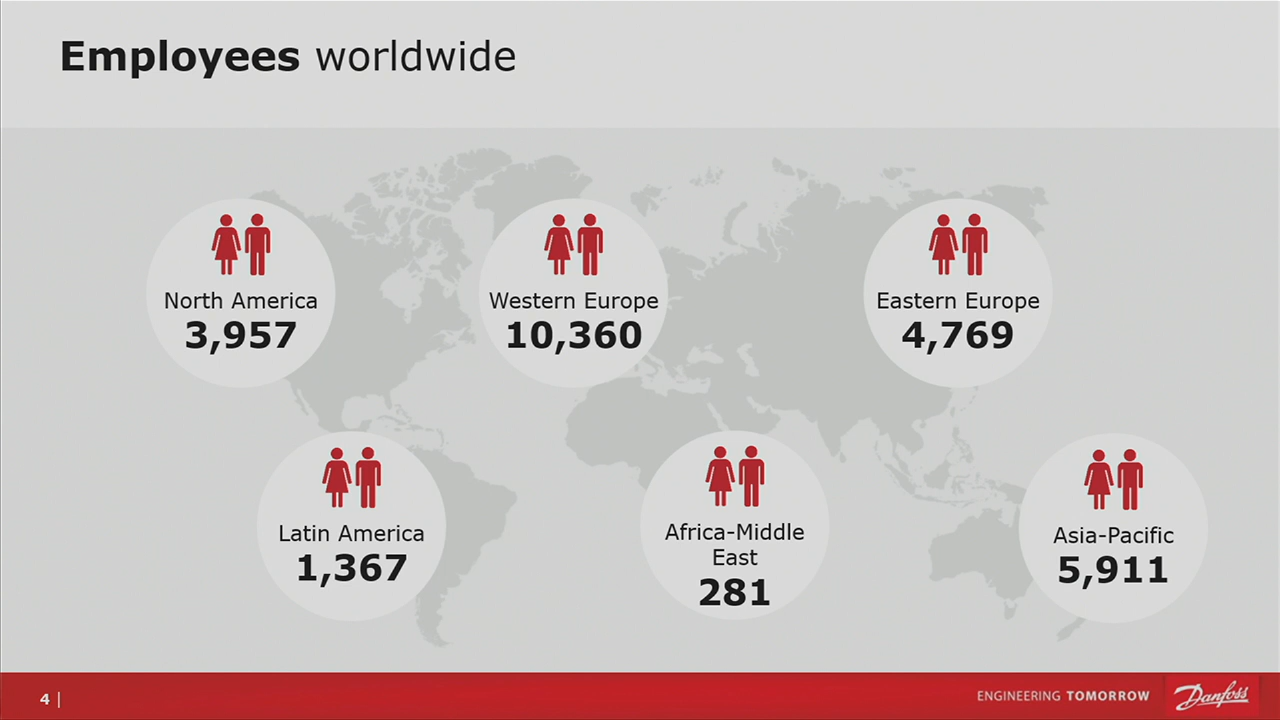 Employees worldwide
North America
3,957
Western Europe
10,360
Eastern Europe
4,769
Latin America
1,367
Africa-Middle
East
281
Asia-Pacific
5,911
4 |
ENGINEERING TOMORROW
Danfoss